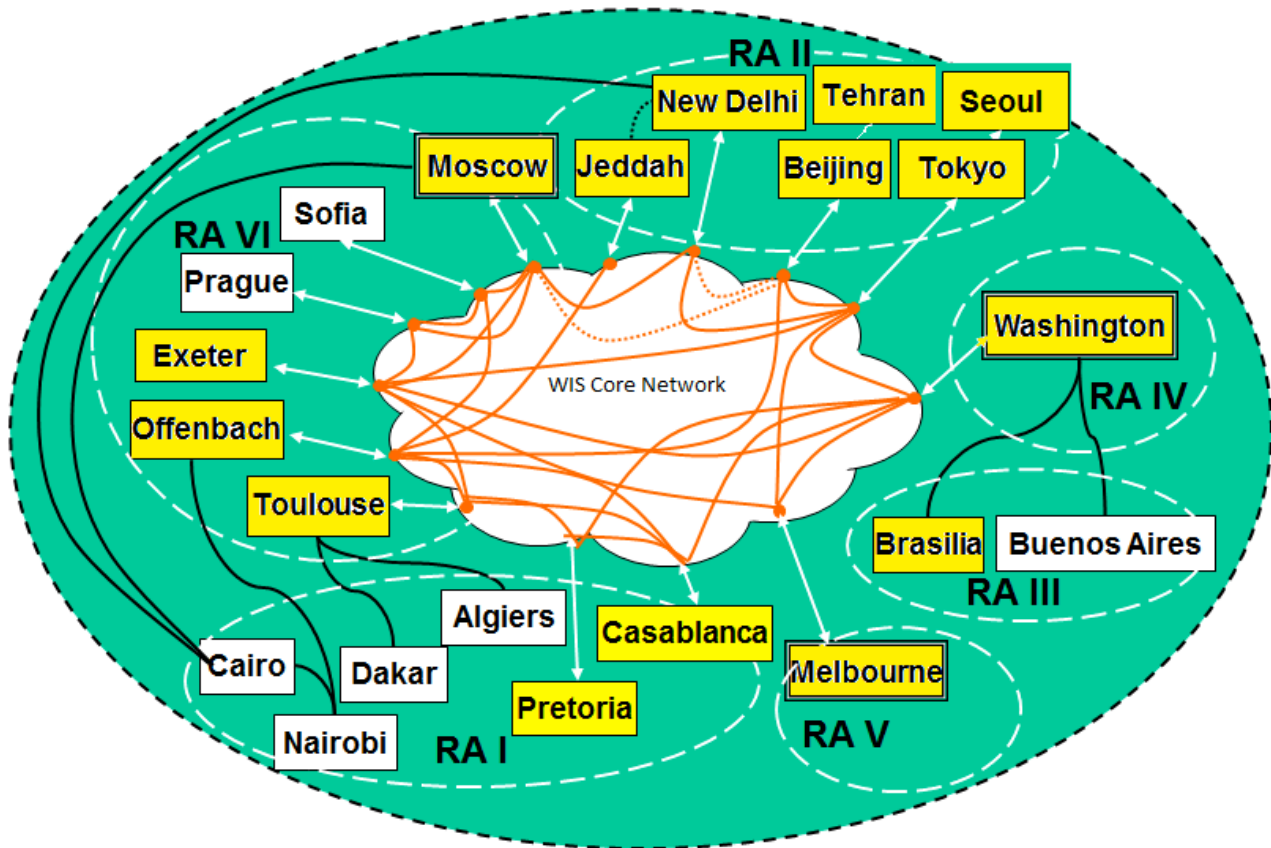 RA II
New Delhi
Tehran
Seoul
Moscow
Jeddah
Beijing
Tokyo
Sofia
RA VI
Prague
Exeter
Offenbach
Toulouse
WIS Core Network
Washington
RA IV
Brasilia
Buenos Aires
RA III
Algiers
Casablanca
Cairo
Dakar
Melbourne
Pretoria
Nairobi
RA I
RA V